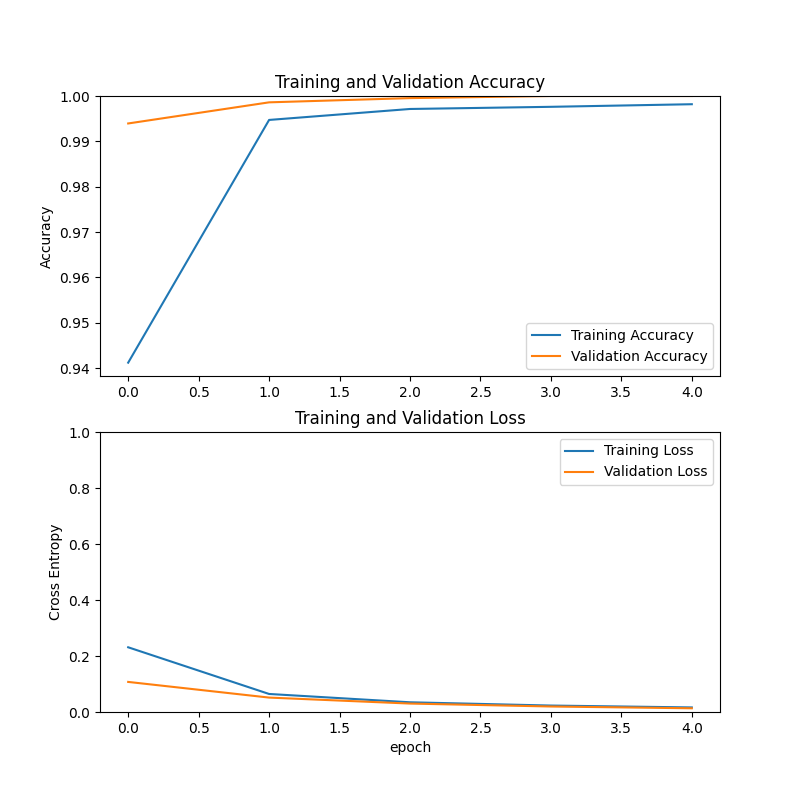 Training and Validation Accuracy
Accuracy
1.00
0.99
0.98
0.97
0.96
0.95
0.94
Training Accuracy
Validation Accuracy
0.0 0.5 1.0 1.5 2.0 2.5 3.0 3.5 4.0
Training and Validation Loss
Cross Entropy
1.0
0.8
0.6
0.4
0.2
0.0
Training Loss
Validation Loss
0.0 0.5 1.0 1.5 2.0 2.5 3.0 3.5 4.0
epoch